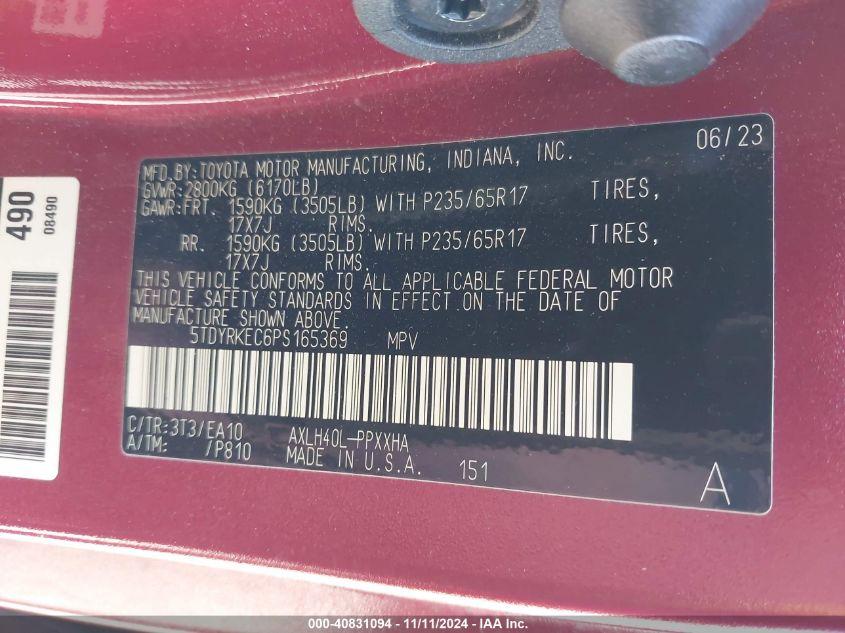 06/23
MFD.BY:TOYOTA MOTOR MANUFACTURING, INDIANA, INC.
GVWR:2800KG (6170LB)
GAWR:FRT. 1590KG (3505LB) WITH P235/65R17 TIRES,
17X7J RIMS.
RR. 1590KG (3505LB) WITH P235/65R17 TIRES,
17X7J RIMS.
THIS VEHICLE CONFORMS TO ALL APPLICABLE FEDERAL MOTOR
VEHICLE SAFETY STANDARDS IN EFFECT ON THE DATE OF
MANUFACTURE SHOWN ABOVE.
5TDYRKEC6PS165369 MPV
C/TR:3T3/EA10 AXLH40L-PPXXHA
A/TM: /P810 MADE IN U.S.A. 151
A
490
08490
000-40831094 - 11/11/2024 - IAA Inc.